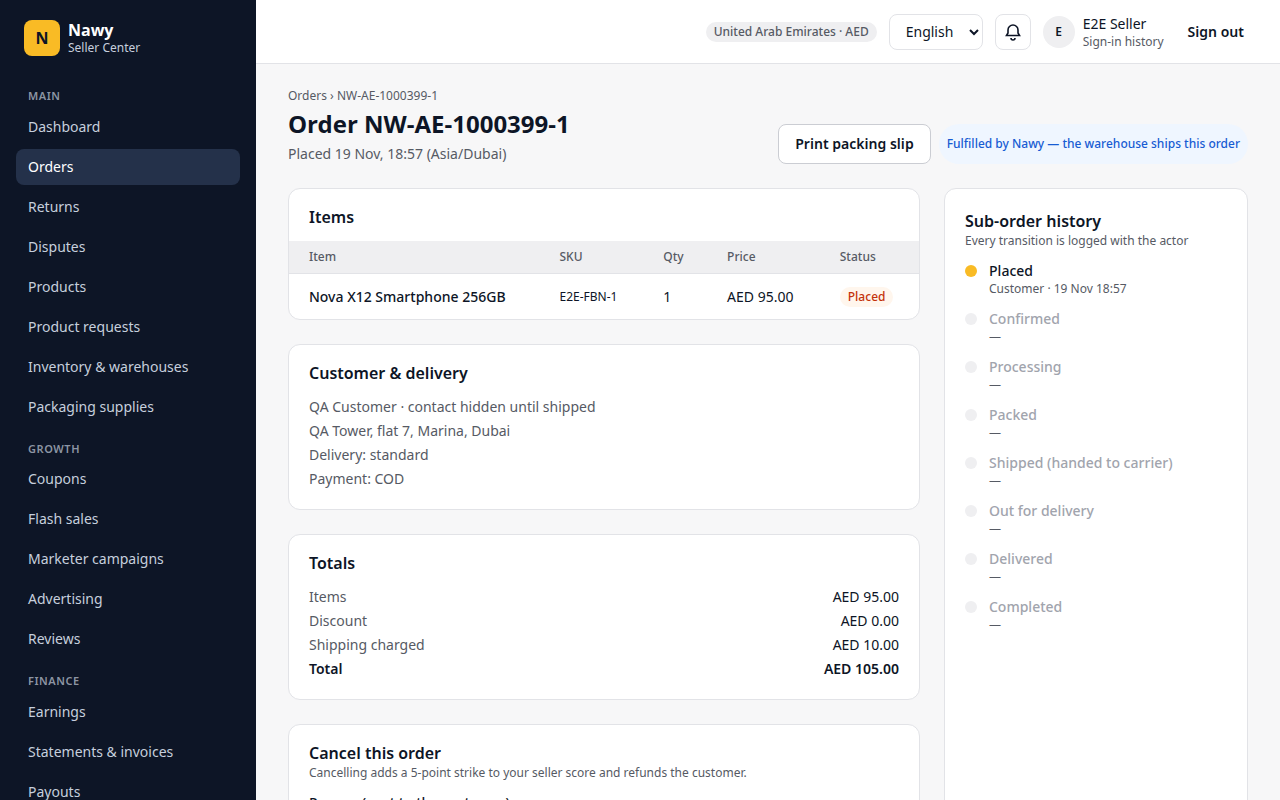 N
Nawy
Seller Center
MAIN
Dashboard
Orders
Returns
Disputes
Products
Product requests
Inventory & warehouses
Packaging supplies
GROWTH
Coupons
Flash sales
Marketer campaigns
Advertising
Reviews
FINANCE
Earnings
Statements & invoices
Payouts
United Arab Emirates · AED
English
E
E2E Seller
Sign-in history
Sign out
Orders › NW-AE-1000399-1
Order NW-AE-1000399-1
Placed 19 Nov, 18:57 (Asia/Dubai)
Print packing slip
Fulfilled by Nawy — the warehouse ships this order
Items
Item SKU Qty Price Status
Nova X12 Smartphone 256GB E2E-FBN-1 1 AED 95.00 Placed
Customer & delivery
QA Customer · contact hidden until shipped
QA Tower, flat 7, Marina, Dubai
Delivery: standard
Payment: COD
Totals
Items AED 95.00
Discount AED 0.00
Shipping charged AED 10.00
Total AED 105.00
Cancel this order
Cancelling adds a 5-point strike to your seller score and refunds the customer.
Sub-order history
Every transition is logged with the actor
Placed
Customer · 19 Nov 18:57
Confirmed
—
Processing
—
Packed
—
Shipped (handed to carrier)
—
Out for delivery
—
Delivered
—
Completed
—